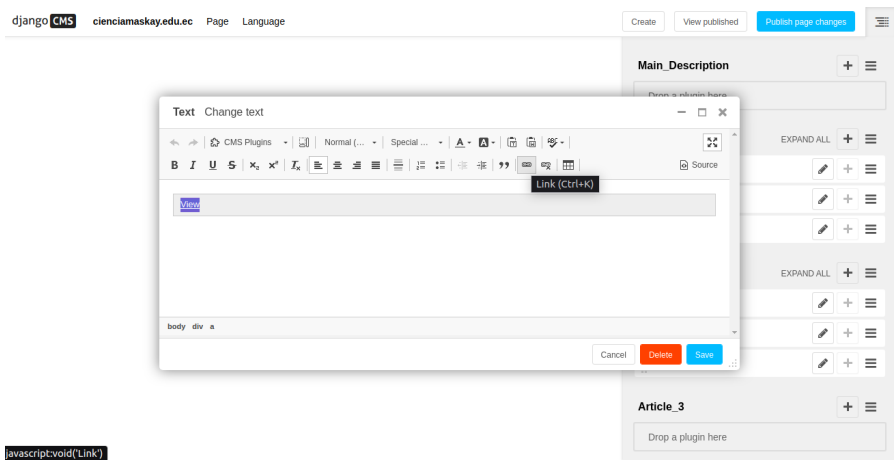 django CMS cienciamaskay.edu.ec Page Language Create View published Publish page changes
Main_Description
Drop a plugin here
Text Change text
CMS Plugins Normal (... Special ...
Source
Link (Ctrl+K)
View
EXPAND ALL
EXPAND ALL
body div a
Cancel Delete Save
Article_3
Drop a plugin here
javascript:void('Link')